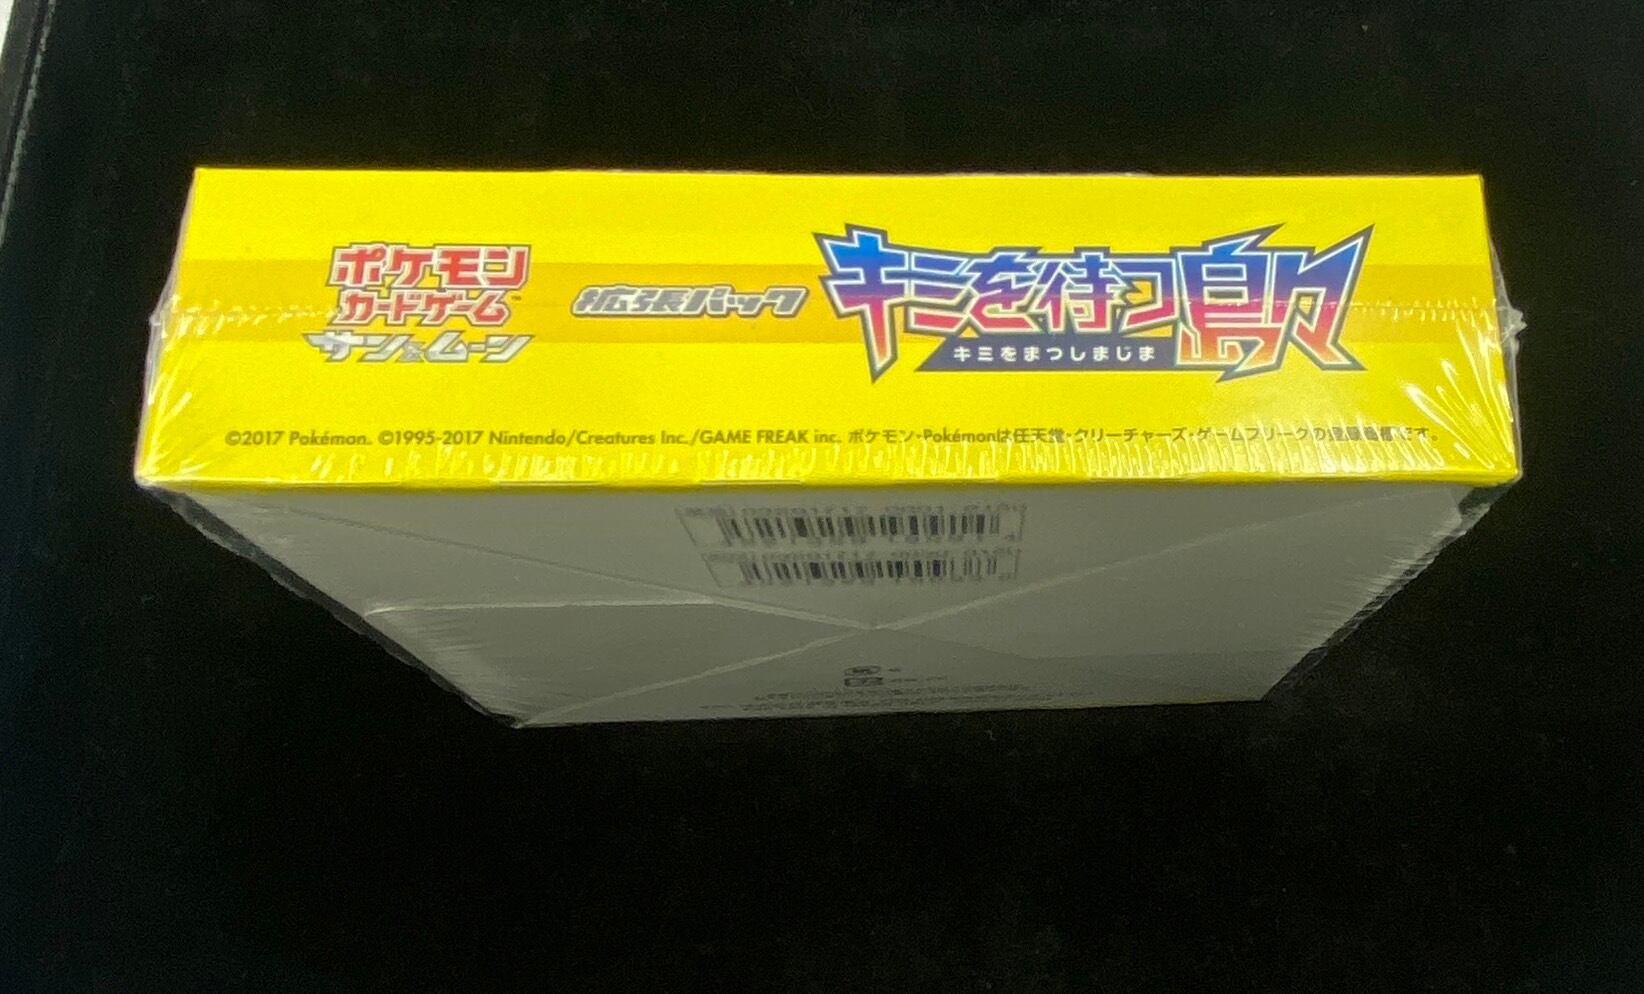 ポケモン
カードゲーム™
サン&ムーン
拡張パック
キミを待つ島々
キミをまつしまじま
©2017 Pokémon. ©1995-2017 Nintendo/Creatures Inc./GAME FREAK inc. ポケモン・Pokémonは任天堂・クリーチャーズ・ゲームフリークの登録商標です。